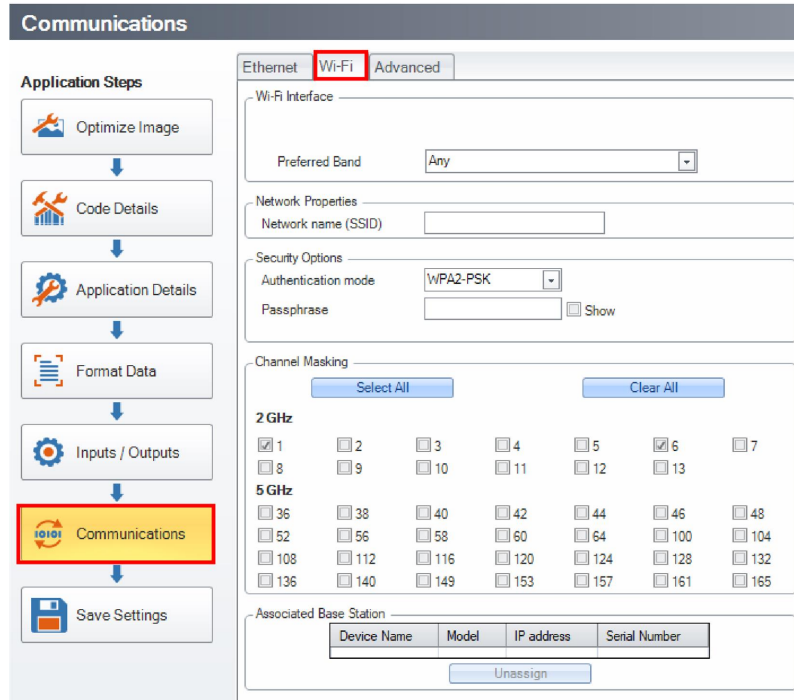 Communications
Application Steps
Optimize Image
Code Details
Application Details
Format Data
Inputs / Outputs
10101
Communications
Save Settings
Ethernet Wi-Fi Advanced
Wi-Fi Interface
Preferred Band Any
Network Properties
Network name (SSID)
Security Options
Authentication mode WPA2-PSK
Passphrase Show
Channel Masking
Select All Clear All
2 GHz
1 2 3 4 5 6 7
8 9 10 11 12 13
5 GHz
36 38 40 42 44 46 48
52 56 58 60 64 100 104
108 112 116 120 124 128 132
136 140 149 153 157 161 165
Associated Base Station
Device Name Model IP address Serial Number
Unassign